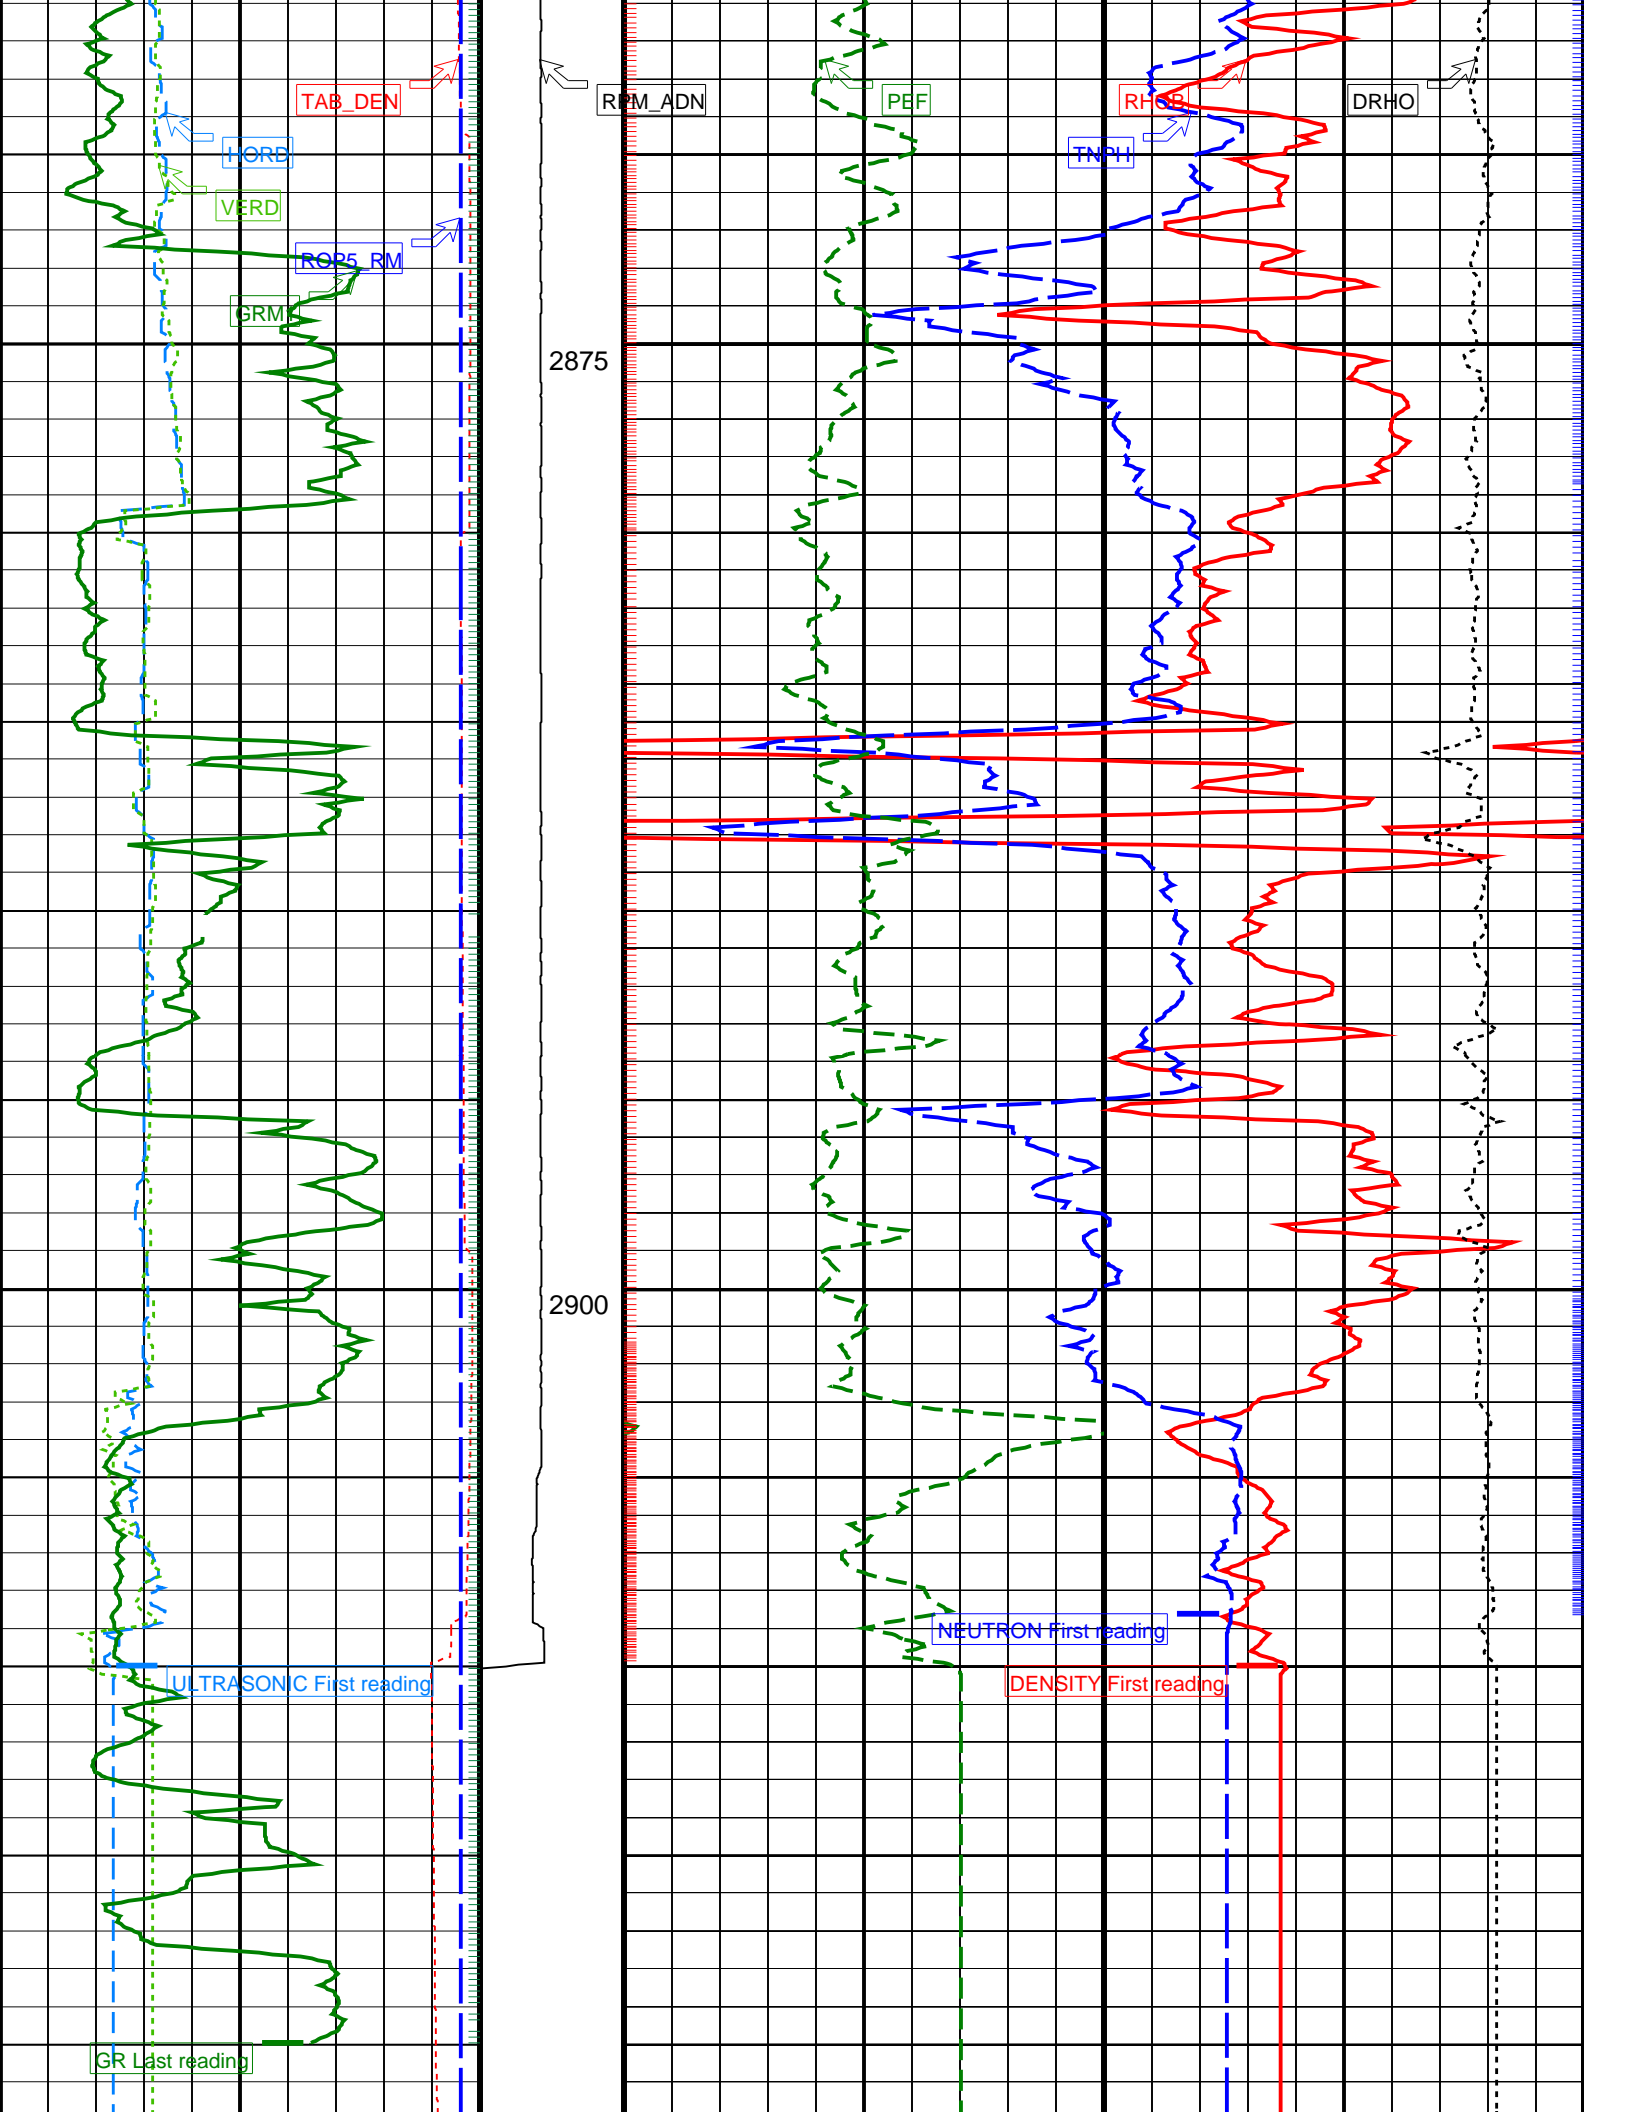 TAB_DEN
RPM_ADN
PEF
RHOB
DRHO
HORD
TNPH
VERD
ROP5_RM
GRM1
2875
2900
NEUTRON First reading
ULTRASONIC First reading
DENSITY First reading
GR Last reading